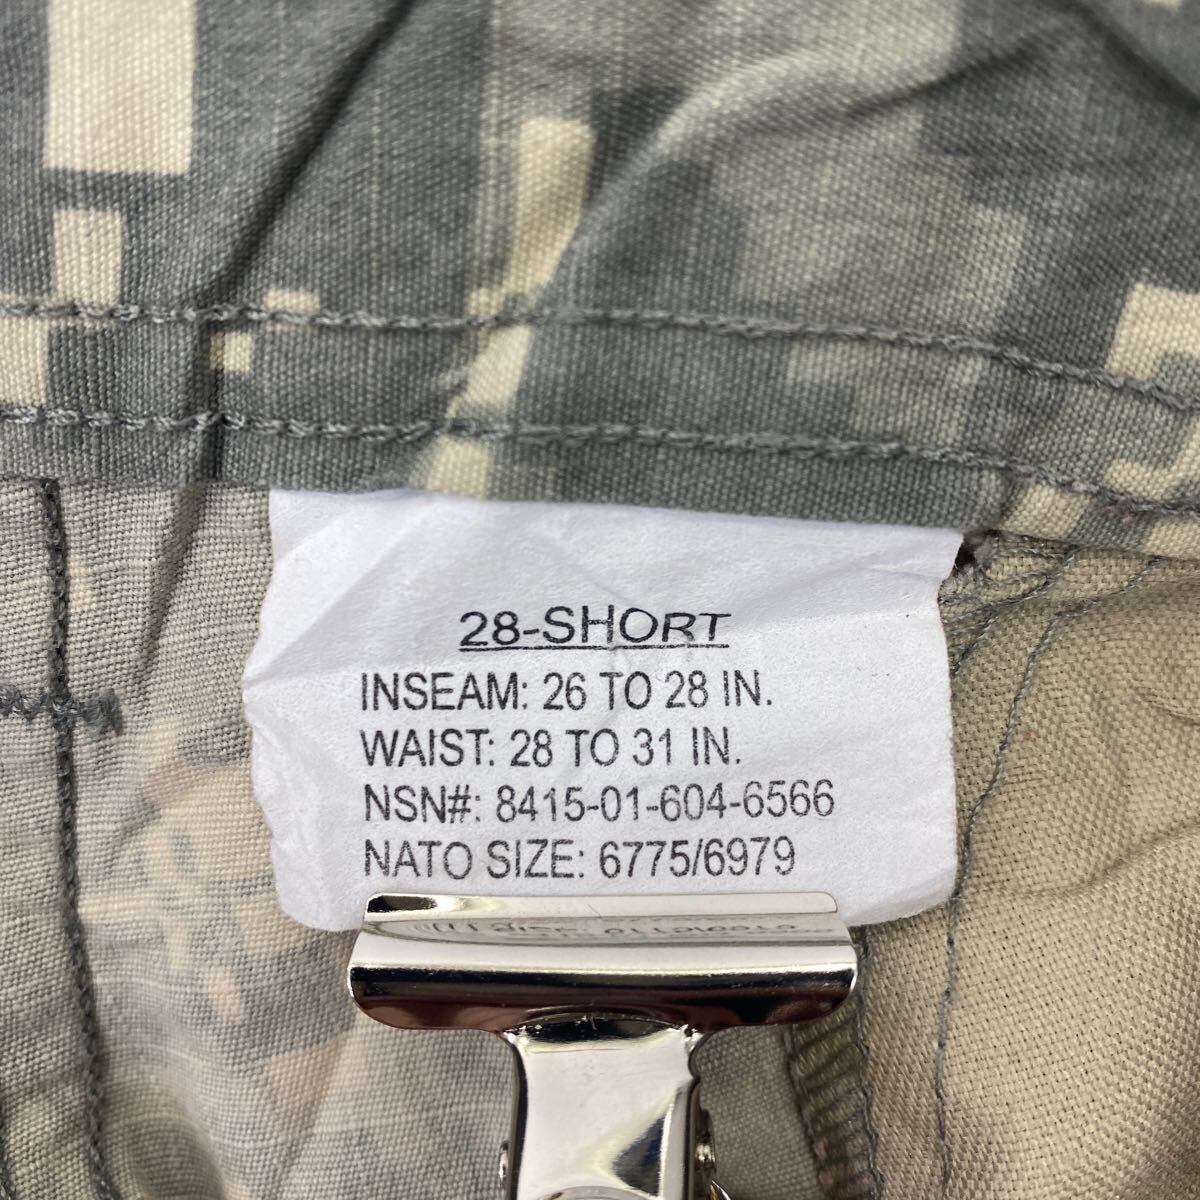 28-SHORT
INSEAM: 26 TO 28 IN.
WAIST: 28 TO 31 IN.
NSN#: 8415-01-604-6566
NATO SIZE: 6775/6979